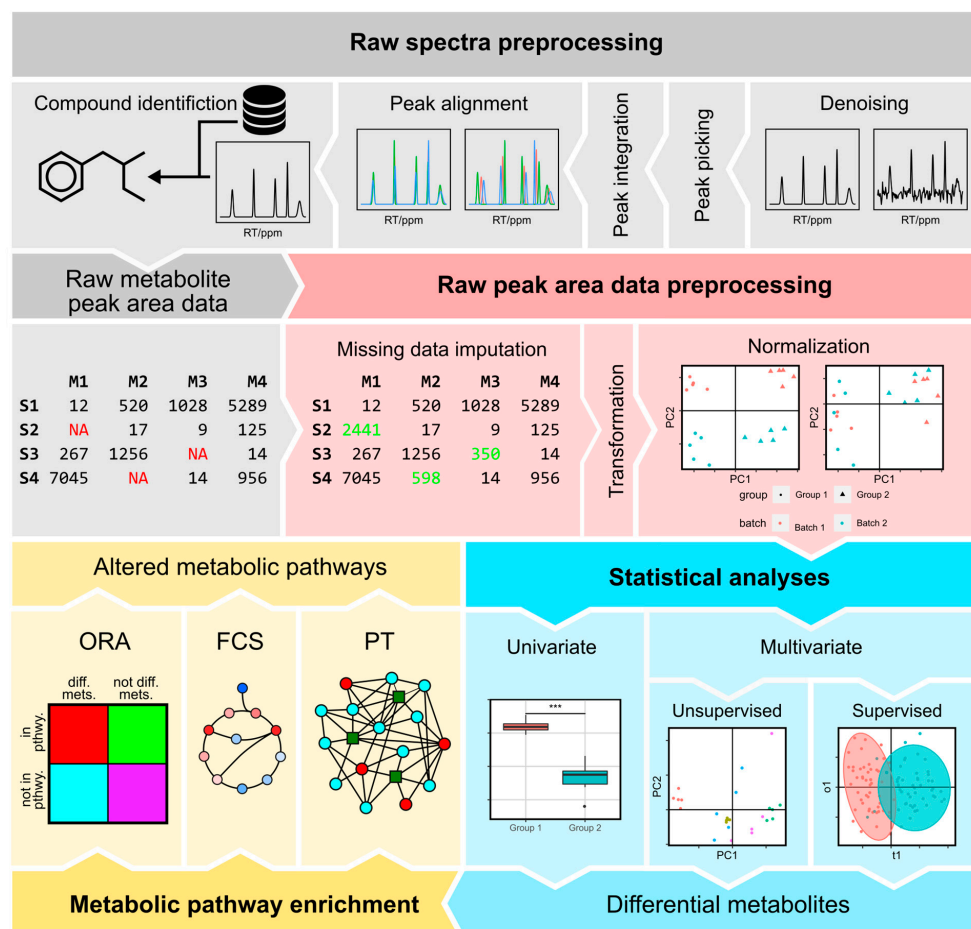 Raw spectra preprocessing
Compound identifiction
RT/ppm
Peak alignment
RT/ppm
RT/ppm
Peak integration
Peak picking
Denoising
RT/ppm
RT/ppm
Raw metabolite
peak area data
Raw peak area data preprocessing
M1 M2 M3 M4
S1 12 520 1028 5289
S2 NA 17 9 125
S3 267 1256 NA 14
S4 7045 NA 14 956
Missing data imputation
M1 M2 M3 M4
S1 12 520 1028 5289
S2 2441 17 9 125
S3 267 1256 350 14
S4 7045 598 14 956
Transformation
Normalization
PC2
PC1
PC2
PC1
group Group 1 Group 2
batch Batch 1 Batch 2
Altered metabolic pathways
Statistical analyses
ORA
diff. not diff.
mets. mets.
in
pthwy.
not in
pthwy.
FCS
PT
Univariate
***
Group 1 Group 2
Multivariate
Unsupervised
PC2
PC1
Supervised
o1
t1
Metabolic pathway enrichment
Differential metabolites